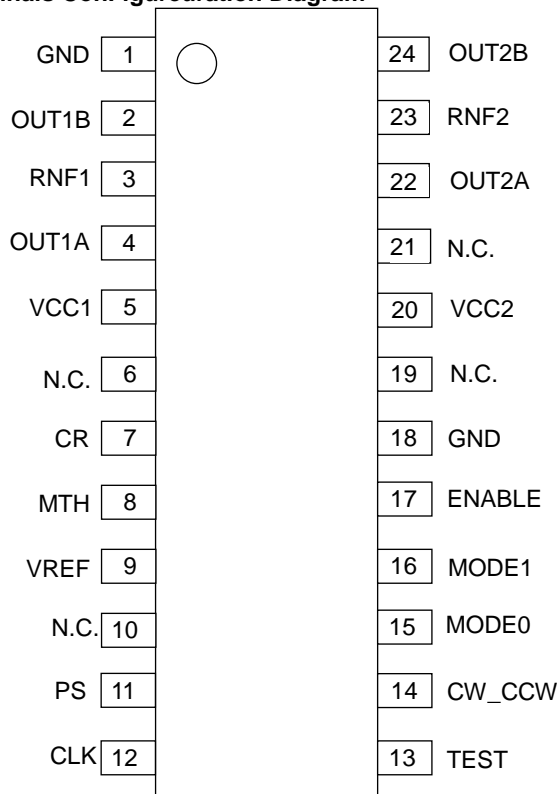 GND 1 24 OUT2B
OUT1B 2 23 RNF2
RNF1 3 22 OUT2A
OUT1A 4 21 N.C.
VCC1 5 20 VCC2
N.C. 6 19 N.C.
CR 7 18 GND
MTH 8 17 ENABLE
VREF 9 16 MODE1
N.C. 10 15 MODE0
PS 11 14 CW_CCW
CLK 12 13 TEST